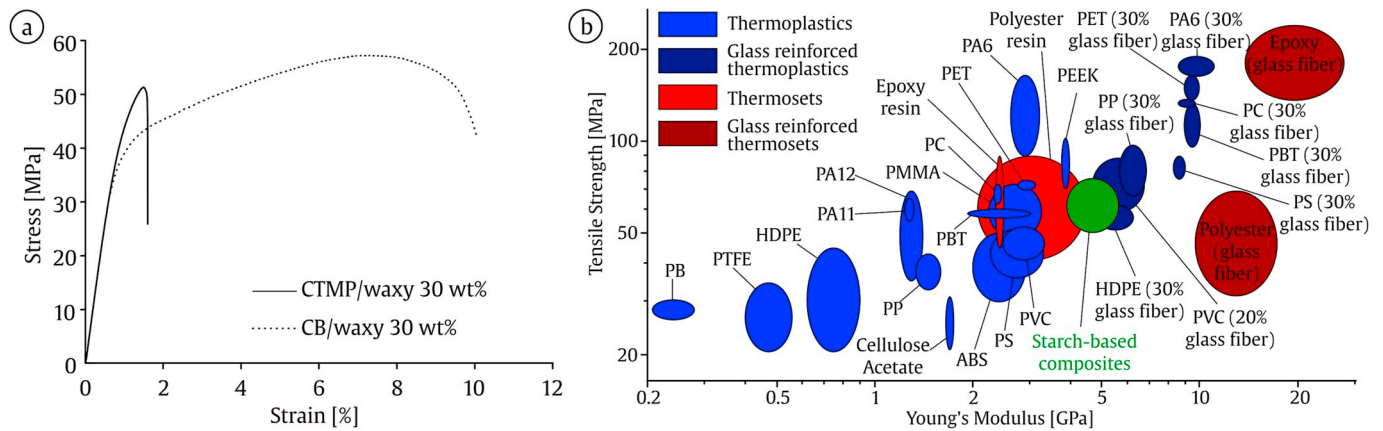 a
60
50
40
30
20
10
0
Stress [MPa]
CTMP/waxy 30 wt%
CB/waxy 30 wt%
0 2 4 6 8 10 12
Strain [%]
b
Thermoplastics
Glass reinforced
thermoplastics
Thermosets
Glass reinforced
thermosets
200
100
50
20
Tensile Strength [MPa]
PB
PTFE
HDPE
PA12
PA11
PP
Cellulose
Acetate
PMMA
PC
Epoxy
resin
PET
PA6
Polyester
resin
PEEK
PBT
ABS
PS
PVC
Starch-based
composites
PP (30%
glass fiber)
PET (30%
glass fiber)
PA6 (30%
glass fiber)
Epoxy
(glass fiber)
PC (30%
glass fiber)
PBT (30%
glass fiber)
PS (30%
glass fiber)
Polyester
(glass
fiber)
HDPE (30%
glass fiber)
PVC (20%
glass fiber)
0.2 0.5 1 2 5 10 20
Young's Modulus [GPa]